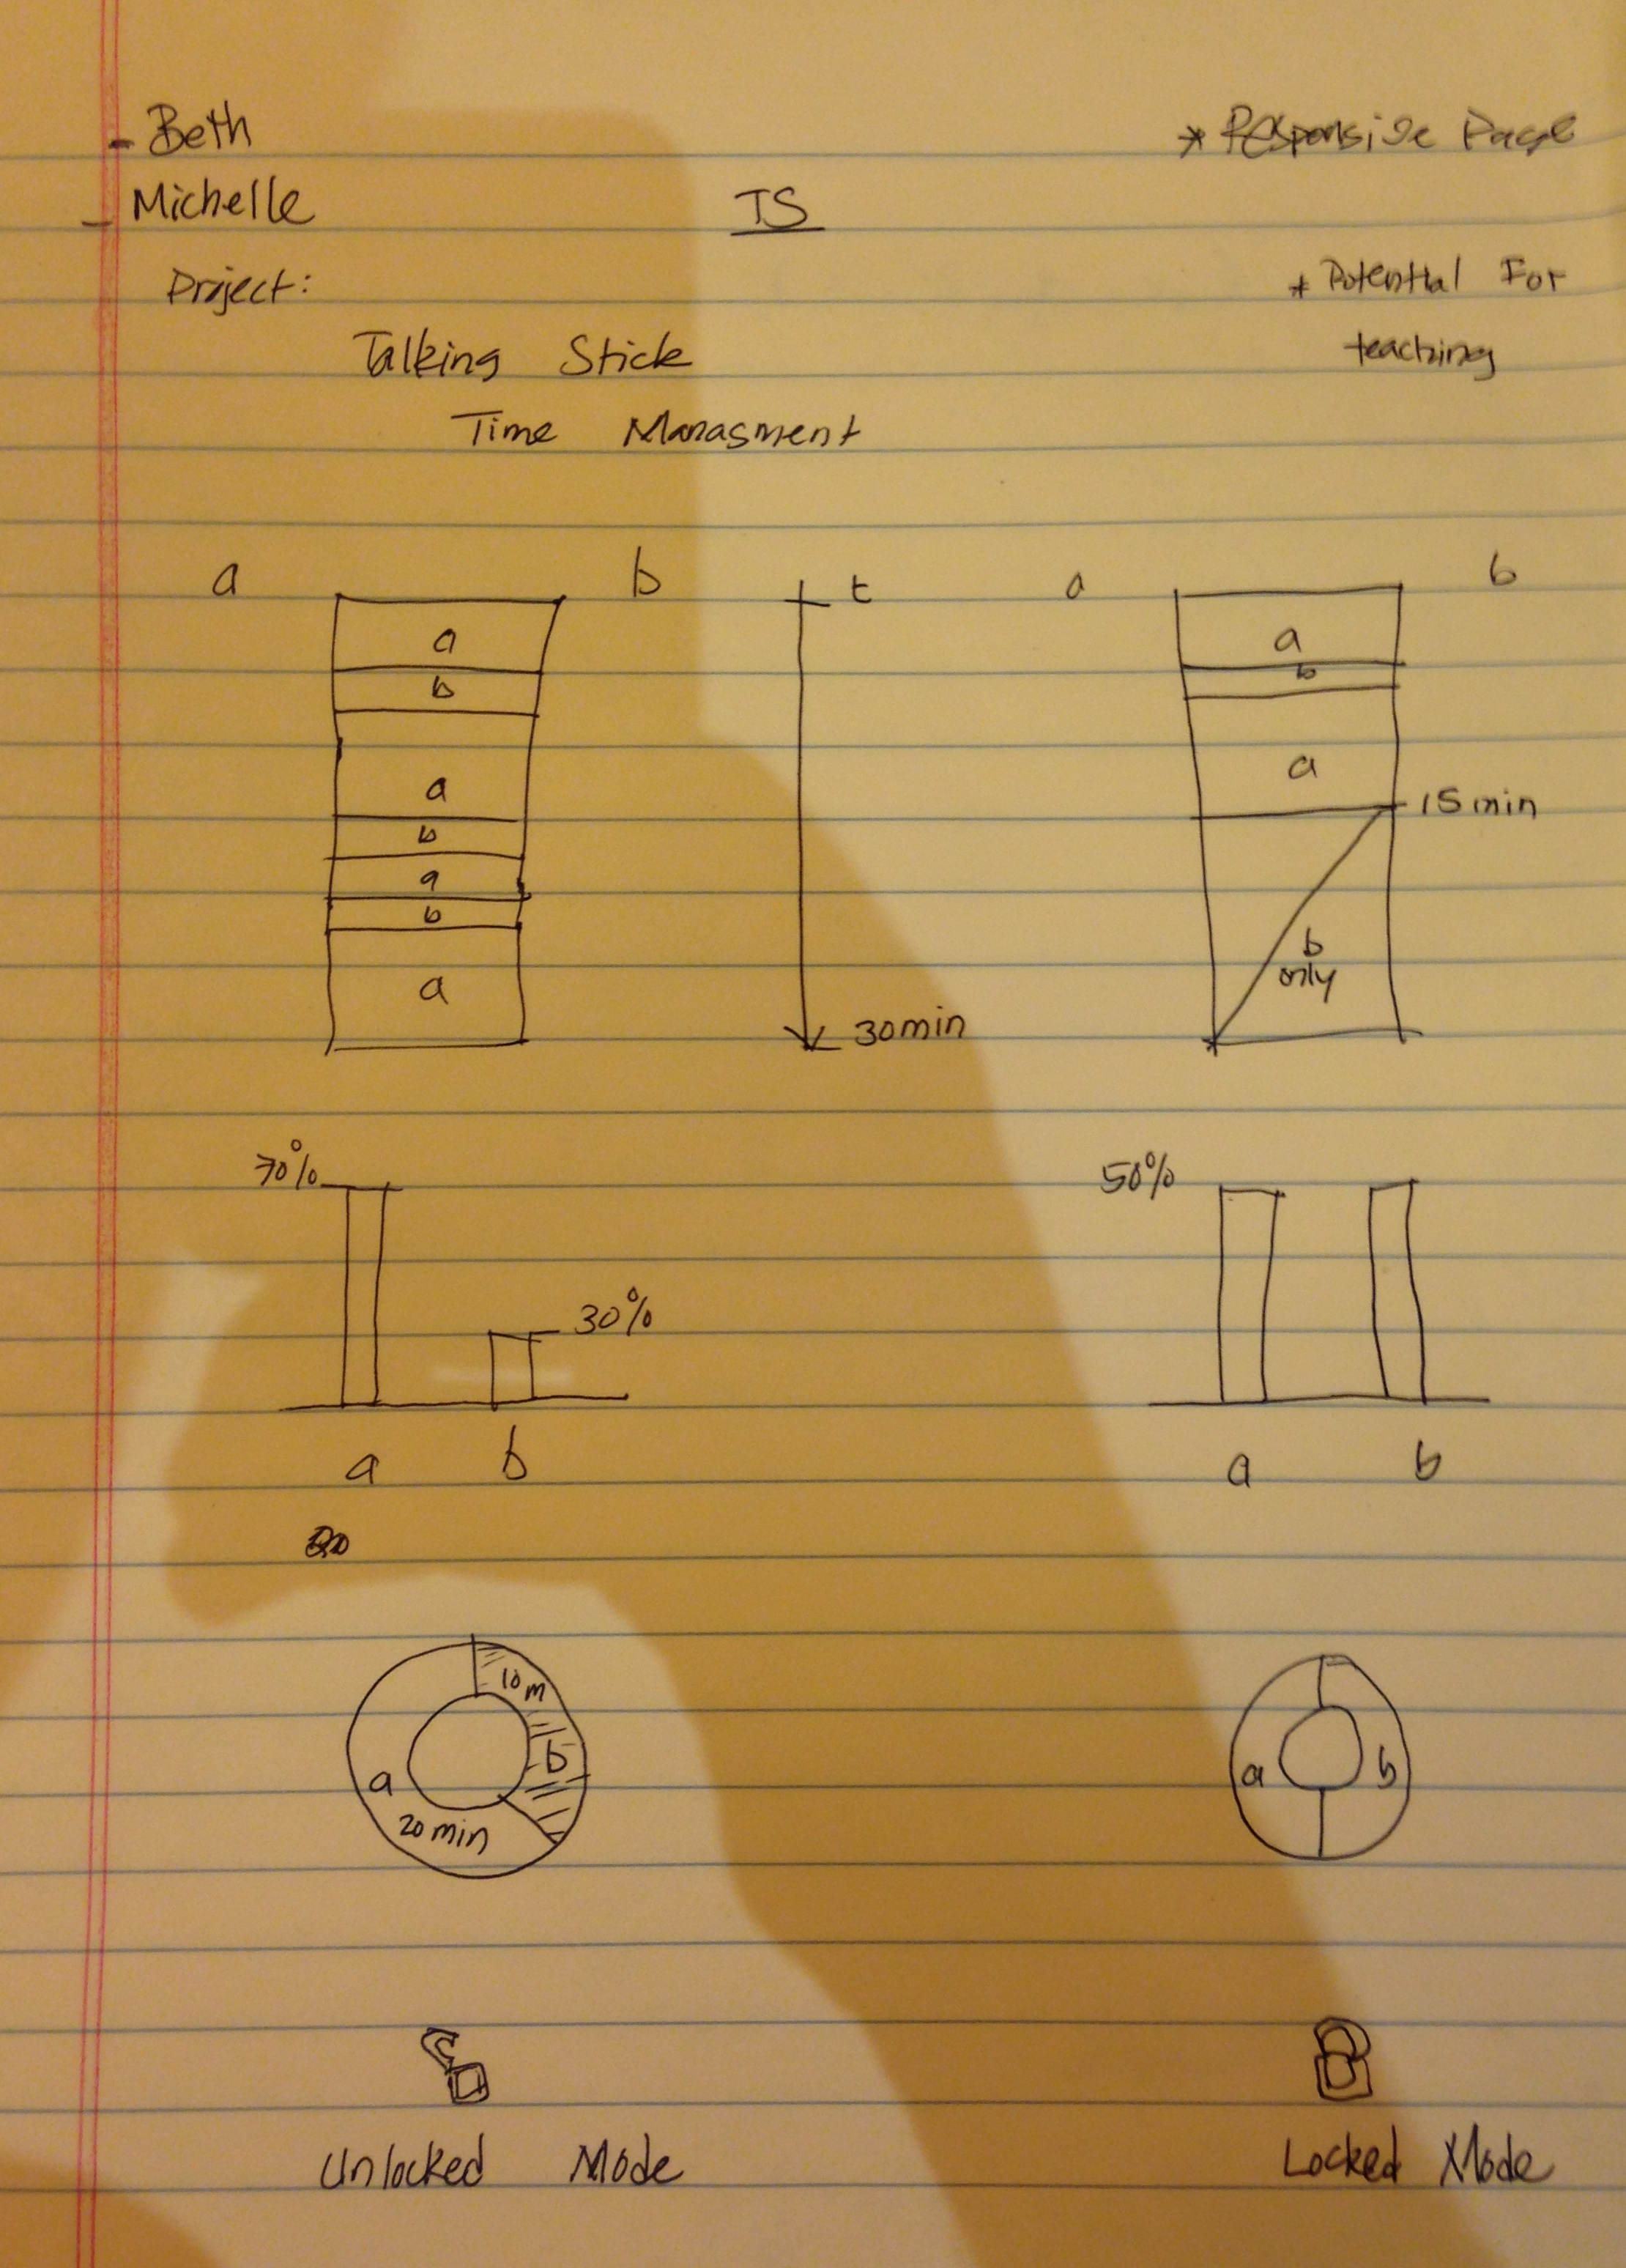 - Beth
* Responsive Page
- Michelle
TS
Project:
* Potential For
teaching
Talking Stick
Time Managment
a
b
t
a
b
a
b
a
b
a
b
a
30min
a
b
a
15min
b
only
70%
30%
a
b
50%
a
b
10m
b
a
20min
a
b
Unlocked Mode
Locked Mode